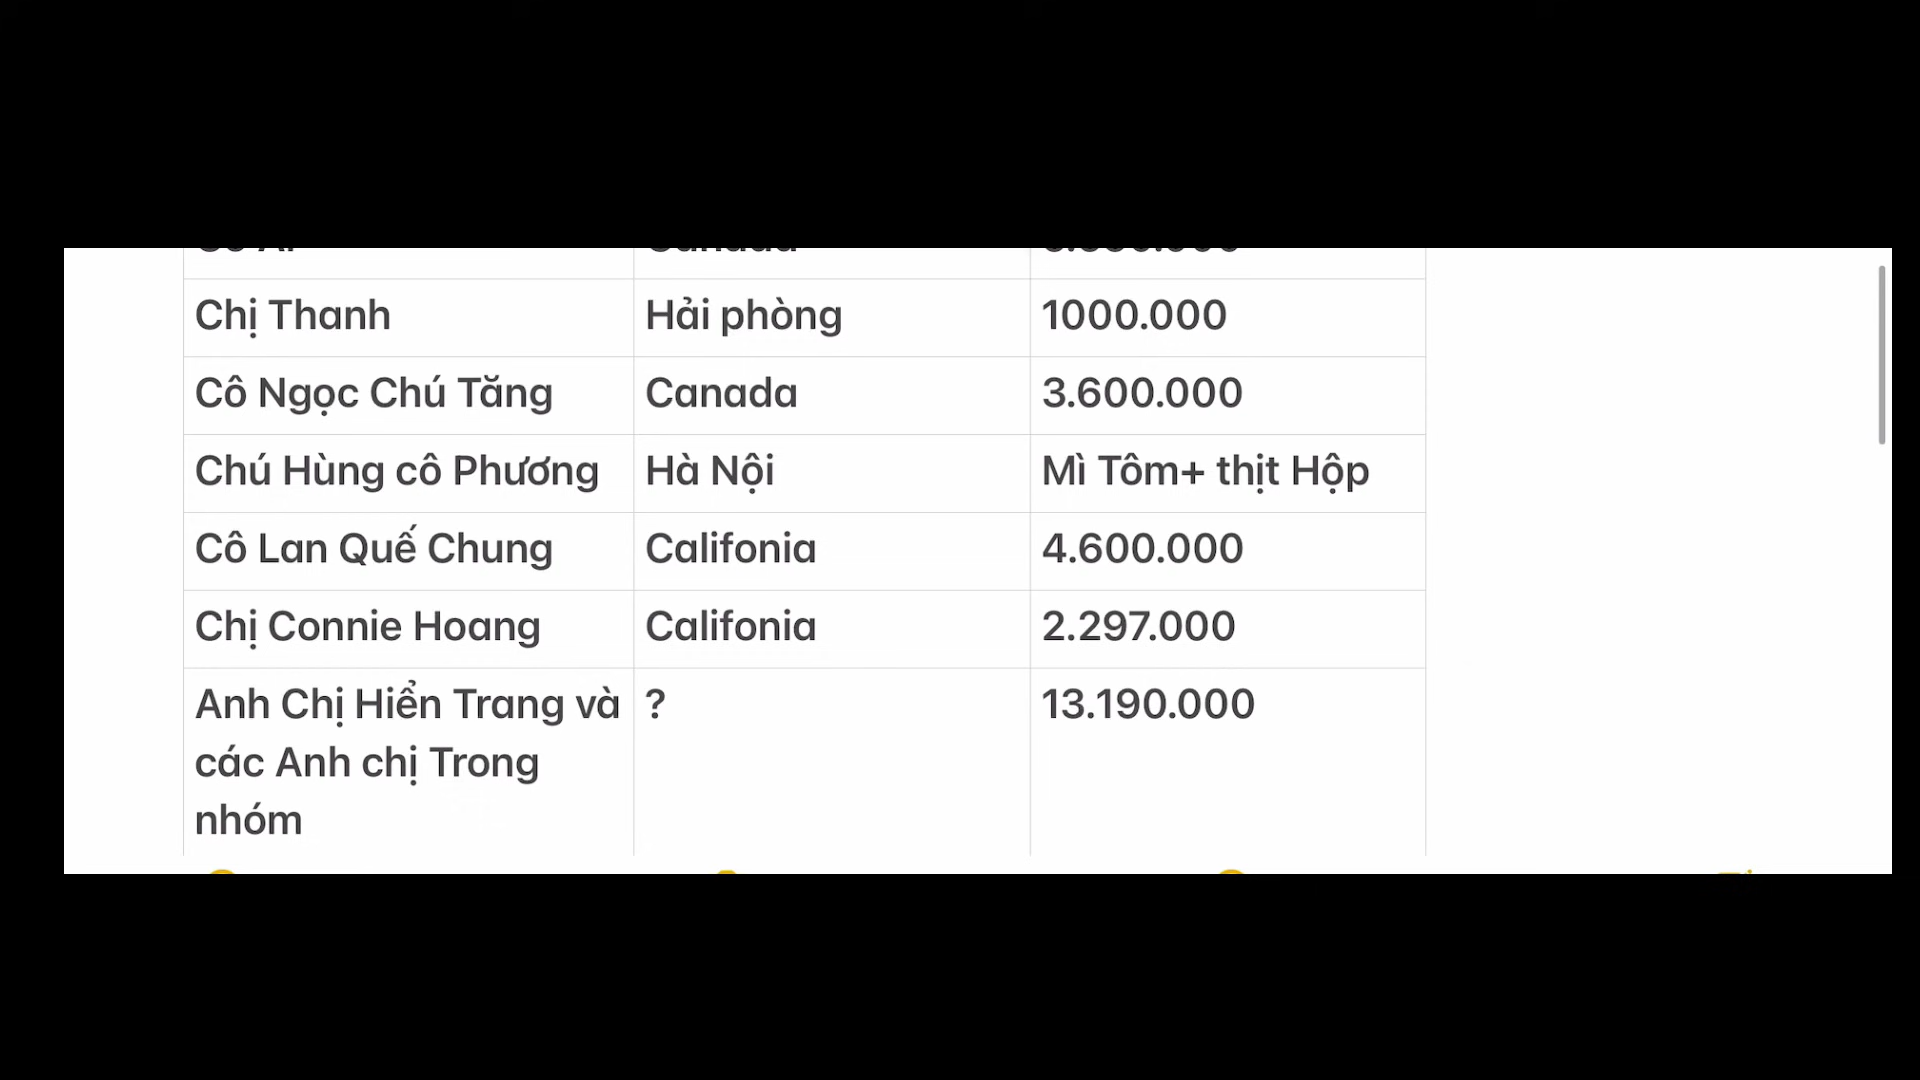 Chị Thanh Hải phòng 1000.000
Cô Ngọc Chú Tăng Canada 3.600.000
Chú Hùng cô Phương Hà Nội Mì Tôm+ thịt Hộp
Cô Lan Quế Chung Califonia 4.600.000
Chị Connie Hoang Califonia 2.297.000
Anh Chị Hiển Trang và ? 13.190.000
các Anh chị Trong
nhóm